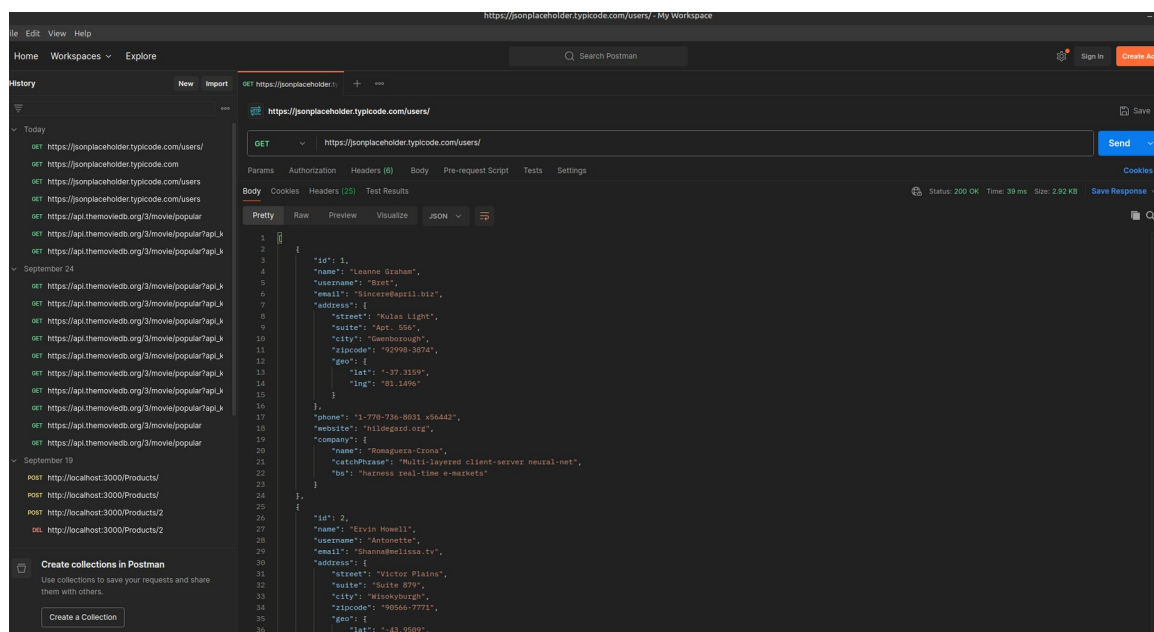 https://jsonplaceholder.typicode.com/users/ - My Workspace
ile Edit View Help
Home Workspaces Explore
Search Postman
Sign In
Create Ac
History
New Import
GET https://jsonplaceholder.t
https://jsonplaceholder.typicode.com/users/
Save
Today
GET https://jsonplaceholder.typicode.com/users/
GET https://jsonplaceholder.typicode.com
GET https://jsonplaceholder.typicode.com/users
GET https://jsonplaceholder.typicode.com/users
GET https://api.themoviedb.org/3/movie/popular
GET https://api.themoviedb.org/3/movie/popular?api_k
GET https://api.themoviedb.org/3/movie/popular?api_k
September 24
GET https://api.themoviedb.org/3/movie/popular?api_k
GET https://api.themoviedb.org/3/movie/popular?api_k
GET https://api.themoviedb.org/3/movie/popular?api_k
GET https://api.themoviedb.org/3/movie/popular?api_k
GET https://api.themoviedb.org/3/movie/popular?api_k
GET https://api.themoviedb.org/3/movie/popular?api_k
GET https://api.themoviedb.org/3/movie/popular?api_k
GET https://api.themoviedb.org/3/movie/popular?api_k
GET https://api.themoviedb.org/3/movie/popular
GET https://api.themoviedb.org/3/movie/popular
September 19
POST http://localhost:3000/Products/
POST http://localhost:3000/Products/
POST http://localhost:3000/Products/2
DEL http://localhost:3000/Products/2
Create collections in Postman
Use collections to save your requests and share
them with others.
Create a Collection
GET https://jsonplaceholder.typicode.com/users/
Send
Params Authorization Headers (6) Body Pre-request Script Tests Settings
Cookies
Body Cookies Headers (25) Test Results
Status: 200 OK Time: 39 ms Size: 2.92 KB Save Response
Pretty Raw Preview Visualize JSON
1 [
2 {
3 "id": 1,
4 "name": "Leanne Graham",
5 "username": "Bret",
6 "email": "Sincere@april.biz",
7 "address": {
8 "street": "Kulas Light",
9 "suite": "Apt. 556",
10 "city": "Gwenborough",
11 "zipcode": "92998-3874",
12 "geo": {
13 "lat": "-37.3159",
14 "lng": "81.1496"
15 }
16 },
17 "phone": "1-770-736-8031 x56442",
18 "website": "hildegard.org",
19 "company": {
20 "name": "Romaguera-Crona",
21 "catchPhrase": "Multi-layered client-server neural-net",
22 "bs": "harness real-time e-markets"
23 }
24 },
25 {
26 "id": 2,
27 "name": "Ervin Howell",
28 "username": "Antonette",
29 "email": "Shanna@melissa.tv",
30 "address": {
31 "street": "Victor Plains",
32 "suite": "Suite 879",
33 "city": "Wisokyburgh",
34 "zipcode": "90566-7771",
35 "geo": {
36 "lat": "-43.9509",